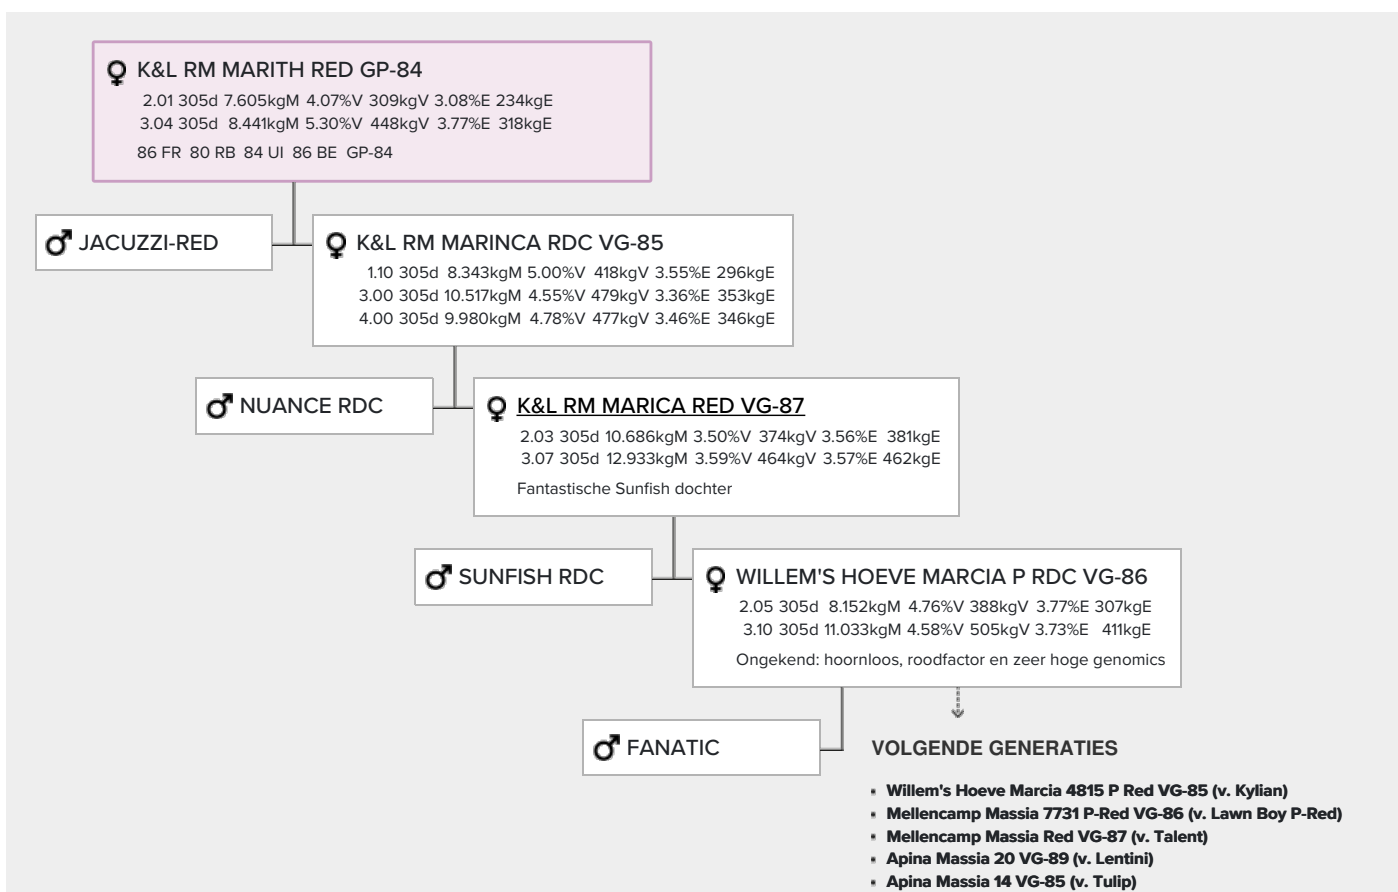 K&L RM MARITH RED GP-84
2.01 305d 7.605kgM 4.07%V 309kgV 3.08%E 234kgE
3.04 305d 8.441kgM 5.30%V 448kgV 3.77%E 318kgE
86 FR 80 RB 84 UI 86 BE GP-84
JACUZZI-RED
K&L RM MARINCA RDC VG-85
1.10 305d 8.343kgM 5.00%V 418kgV 3.55%E 296kgE
3.00 305d 10.517kgM 4.55%V 479kgV 3.36%E 353kgE
4.00 305d 9.980kgM 4.78%V 477kgV 3.46%E 346kgE
NUANCE RDC
K&L RM MARICA RED VG-87
2.03 305d 10.686kgM 3.50%V 374kgV 3.56%E 381kgE
3.07 305d 12.933kgM 3.59%V 464kgV 3.57%E 462kgE
Fantastische Sunfish dochter
SUNFISH RDC
WILLEM'S HOEVE MARCIA P RDC VG-86
2.05 305d 8.152kgM 4.76%V 388kgV 3.77%E 307kgE
3.10 305d 11.033kgM 4.58%V 505kgV 3.73%E 411kgE
Ongekend: hoornloos, roodfactor en zeer hoge genomics
FANATIC
VOLGENDE GENERATIES
Willem's Hoeve Marcia 4815 P Red VG-85 (v. Kylian)
Mellencamp Massia 7731 P-Red VG-86 (v. Lawn Boy P-Red)
Mellencamp Massia Red VG-87 (v. Talent)
Apina Massia 20 VG-89 (v. Lentini)
Apina Massia 14 VG-85 (v. Tulip)